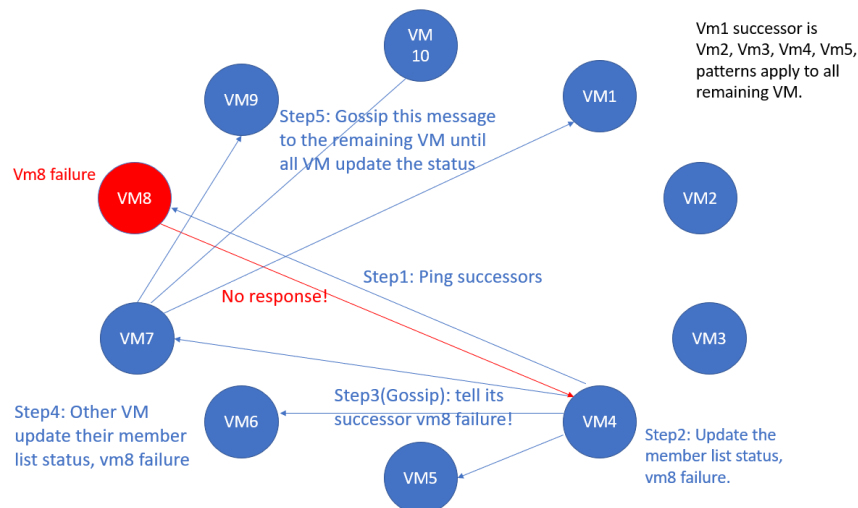 VM
10
Vm1 successor is
Vm2, Vm3, Vm4, Vm5,
patterns apply to all
remaining VM.
VM9
VM1
Step5: Gossip this message
to the remaining VM until
all VM update the status
Vm8 failure
VM8
VM2
Step1: Ping successors
No response!
VM7
VM3
Step3(Gossip): tell its
successor vm8 failure!
Step4: Other VM
update their member
list status, vm8 failure
VM6
VM4
Step2: Update the
member list status,
vm8 failure.
VM5